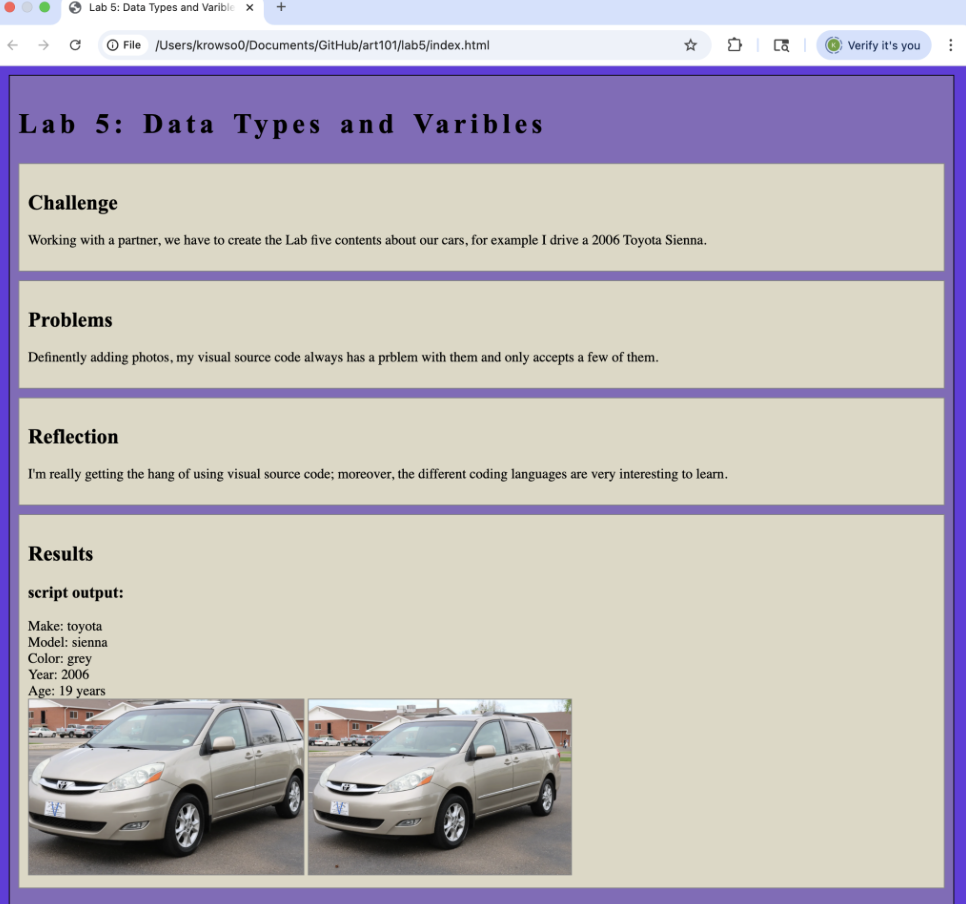 Lab 5: Data Types and Varible
File /Users/krowso0/Documents/GitHub/art101/lab5/index.html Verify it's you
Lab 5: Data Types and Varibles
Challenge
Working with a partner, we have to create the Lab five contents about our cars, for example I drive a 2006 Toyota Sienna.
Problems
Definently adding photos, my visual source code always has a prblem with them and only accepts a few of them.
Reflection
I'm really getting the hang of using visual source code; moreover, the different coding languages are very interesting to learn.
Results
script output:
Make: toyota
Model: sienna
Color: grey
Year: 2006
Age: 19 years